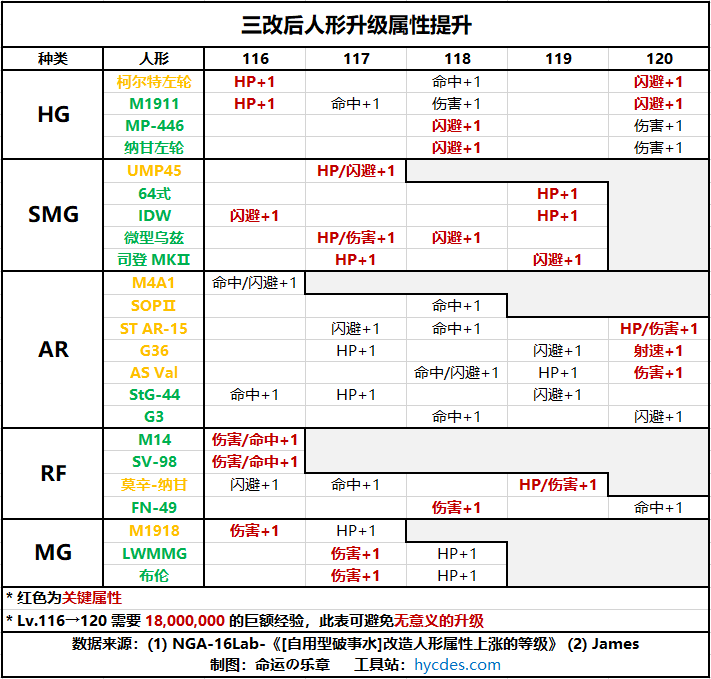 三改后人形升级属性提升
种类 人形 116 117 118 119 120
HG
柯尔特左轮 HP+1 命中+1 闪避+1
M1911 HP+1 命中+1 伤害+1 闪避+1
MP-446 闪避+1 伤害+1
纳甘左轮 闪避+1 伤害+1
SMG
UMP45 HP/闪避+1
64式 HP+1
IDW 闪避+1 HP+1
微型乌兹 HP/伤害+1 闪避+1
司登 MKⅡ HP+1 闪避+1
AR
M4A1 命中/闪避+1
SOPⅡ 命中+1
ST AR-15 闪避+1 命中+1 HP/伤害+1
G36 HP+1 闪避+1 射速+1
AS Val 命中/闪避+1 HP+1 伤害+1
StG-44 命中+1 HP+1 闪避+1
G3 命中+1 闪避+1
RF
M14 伤害/命中+1
SV-98 伤害/命中+1
莫辛-纳甘 闪避+1 命中+1 HP/伤害+1
FN-49 伤害+1 命中+1
MG
M1918 伤害+1 HP+1
LWMMG 伤害+1 HP+1
布伦 伤害+1 HP+1
* 红色为关键属性
* Lv.116→120 需要 18,000,000 的巨额经验，此表可避免无意义的升级
数据来源：(1) NGA-16Lab-《[自用型破事水]改造人形属性上涨的等级》 (2) James
制图：命运の乐章 工具站：hycdes.com